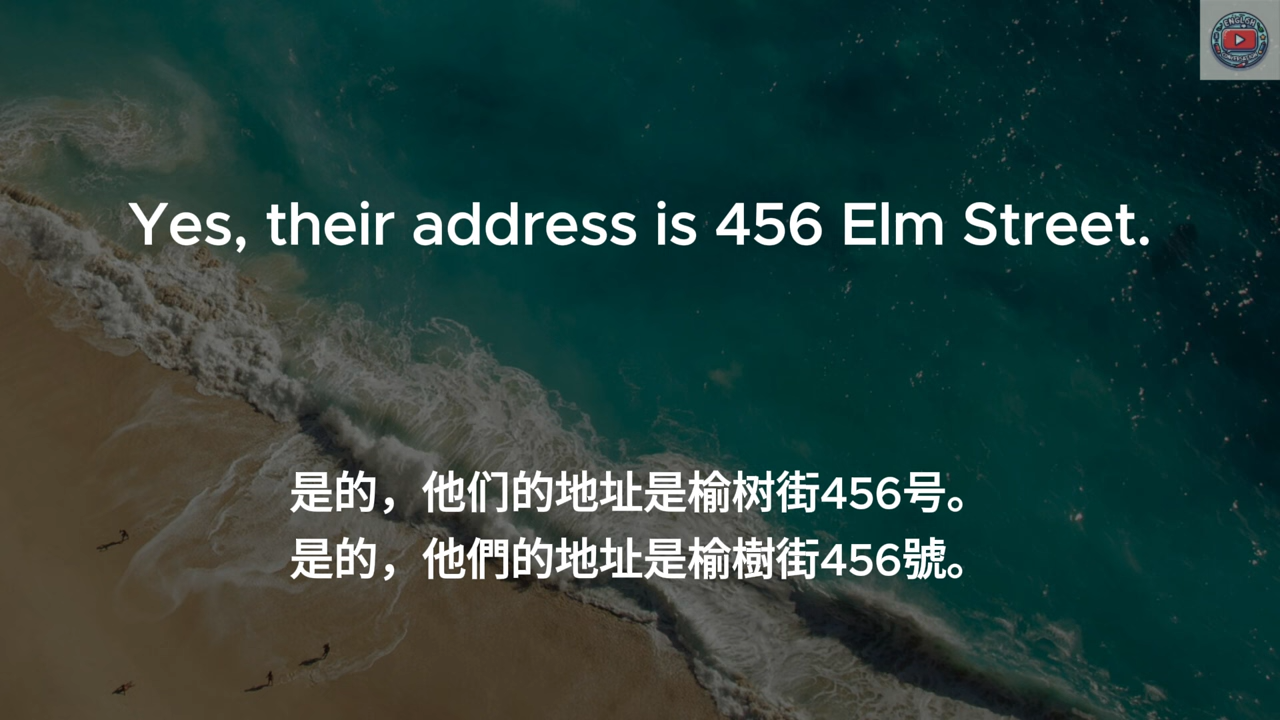 ENGLISH
Yes, their address is 456 Elm Street.
是的，他们的地址是榆树街456号。
是的，他們的地址是榆樹街456號。